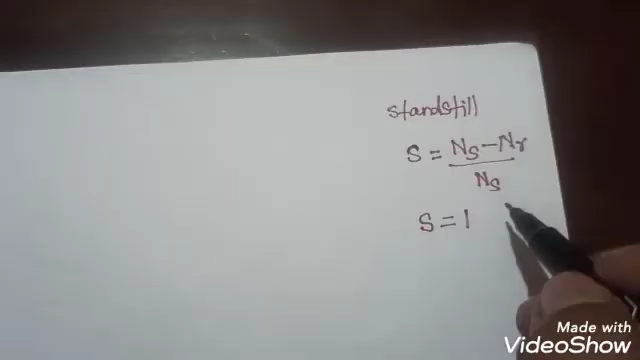 standstill
S = Ns - Nr
Ns
S = 1
Made with
VideoShow